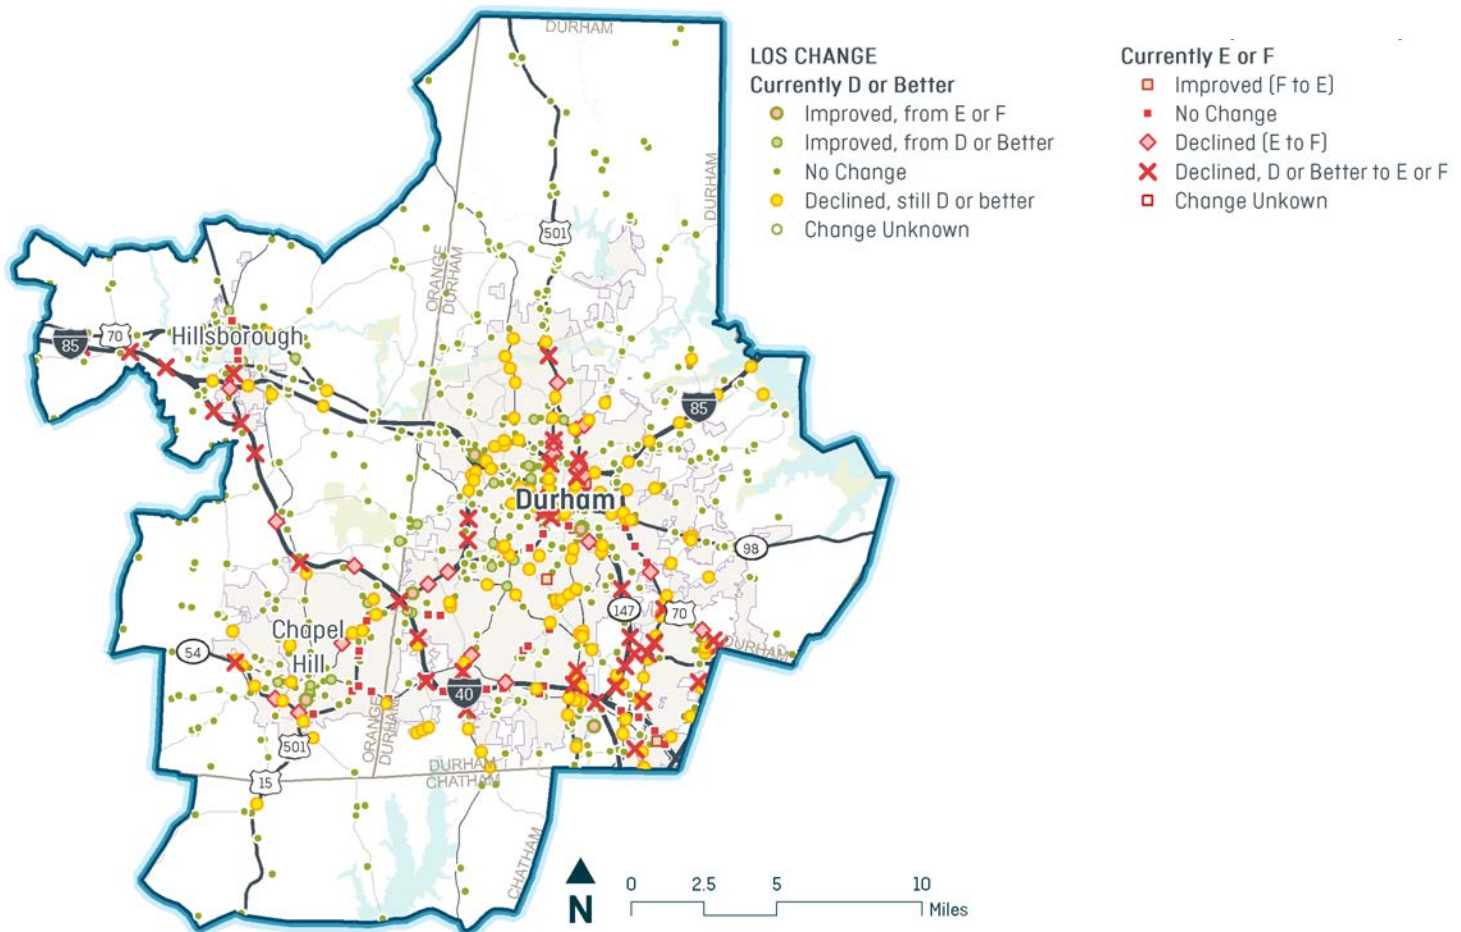 LOS CHANGE
Currently D or Better
Improved, from E or F
Improved, from D or Better
No Change
Declined, still D or better
Change Unknown
Currently E or F
Improved (F to E)
No Change
Declined (E to F)
Declined, D or Better to E or F
Change Unkown
DURHAM
DURHAM
501
ORANGE
DURHAM
85
70
Hillsborough
85
Durham
98
147
70
Chapel
Hill
54
DURHAM
40
ORANGE
DURHAM
501
15
DURHAM
CHATHAM
CHATHAM
N
0 2.5 5 10
Miles